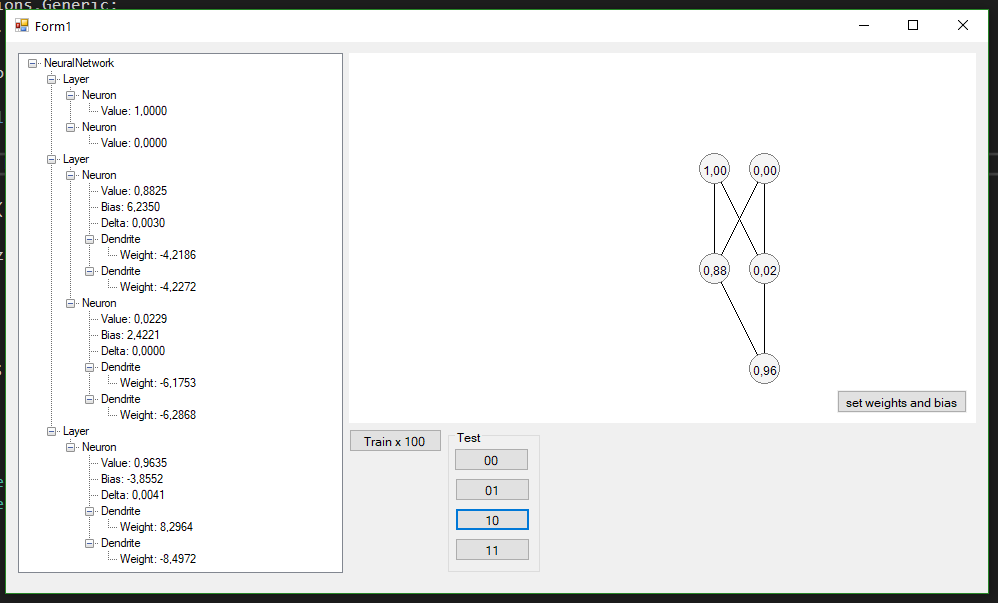 ions.Generic;
Form1
NeuralNetwork
Layer
Neuron
Value: 1,0000
Neuron
Value: 0,0000
Layer
Neuron
Value: 0,8825
Bias: 6,2350
Delta: 0,0030
Dendrite
Weight: -4,2186
Dendrite
Weight: -4,2272
Neuron
Value: 0,0229
Bias: 2,4221
Delta: 0,0000
Dendrite
Weight: -6,1753
Dendrite
Weight: -6,2868
Layer
Neuron
Value: 0,9635
Bias: -3,8552
Delta: 0,0041
Dendrite
Weight: 8,2964
Dendrite
Weight: -8,4972
1,00 0,00
0,88 0,02
0,96
set weights and bias
Train x 100
Test
00
01
10
11